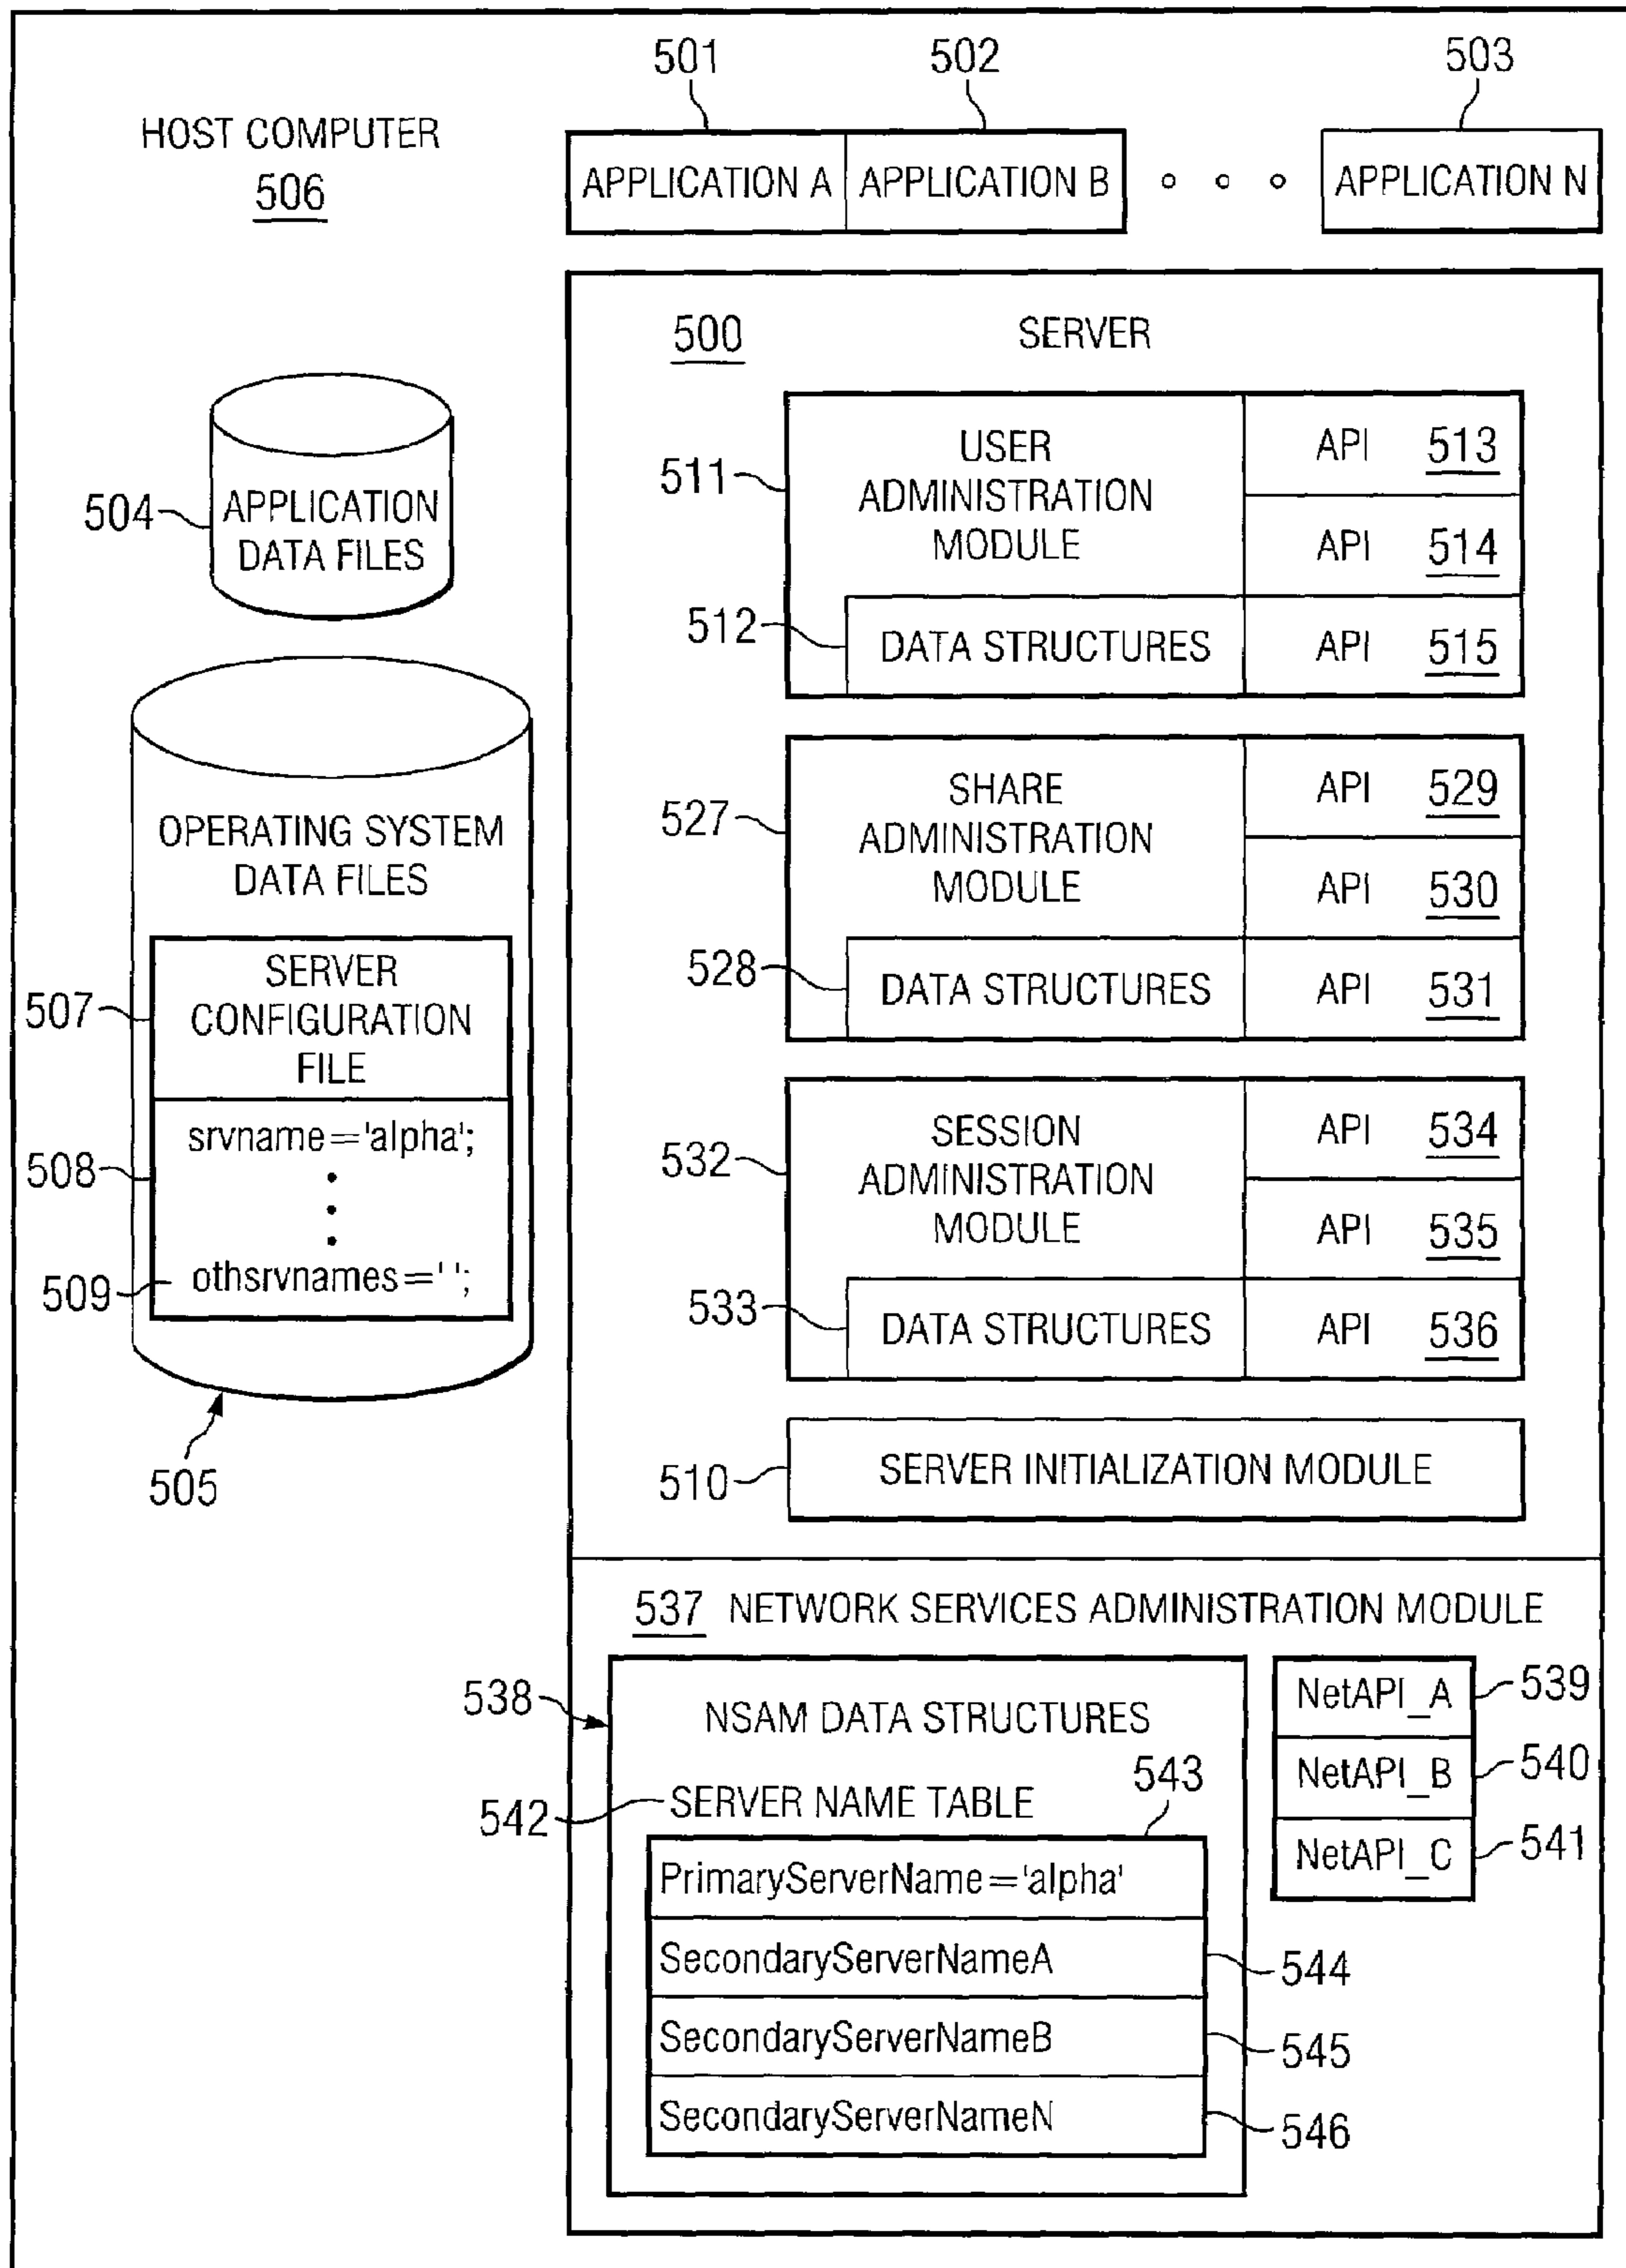 501 502 503
HOST COMPUTER
506
APPLICATION A APPLICATION B APPLICATION N
500 SERVER
504
APPLICATION
DATA FILES
511
USER
ADMINISTRATION
MODULE
API 513
API 514
512
DATA STRUCTURES
API 515
527
SHARE
ADMINISTRATION
MODULE
API 529
API 530
528
DATA STRUCTURES
API 531
OPERATING SYSTEM
DATA FILES
507
SERVER
CONFIGURATION
FILE
508
srvname='alpha';
509
othsrvnames=' ';
505
532
SESSION
ADMINISTRATION
MODULE
API 534
API 535
533
DATA STRUCTURES
API 536
510
SERVER INITIALIZATION MODULE
537 NETWORK SERVICES ADMINISTRATION MODULE
538
NSAM DATA STRUCTURES
542
SERVER NAME TABLE
543
PrimaryServerName='alpha'
SecondaryServerNameA
544
SecondaryServerNameB
545
SecondaryServerNameN
546
NetAPI_A
539
NetAPI_B
540
NetAPI_C
541